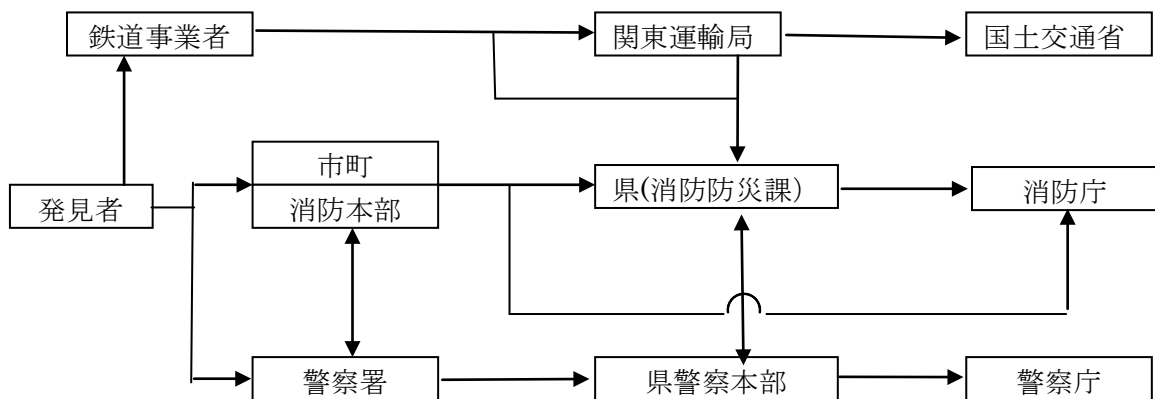 鉄道事業者
関東運輸局
国土交通省
市町
発見者
消防本部
県(消防防災課）
消防庁
警察署
県警察本部
警察庁